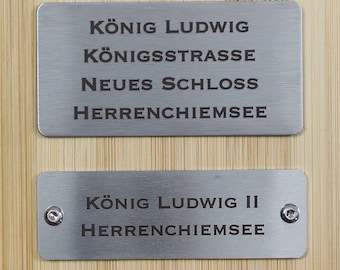 König Ludwig
Königsstrasse
Neues Schloss
Herrenchiemsee
König Ludwig II
Herrenchiemsee